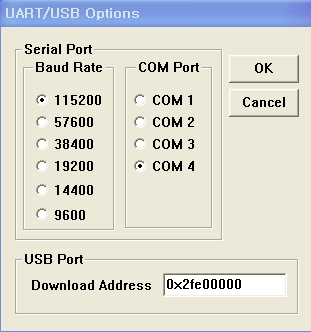 UART/USB Options
Serial Port
Baud Rate
COM Port
OK
115200
COM 1
Cancel
57600
COM 2
38400
COM 3
19200
COM 4
14400
9600
USB Port
Download Address 0x2fe00000